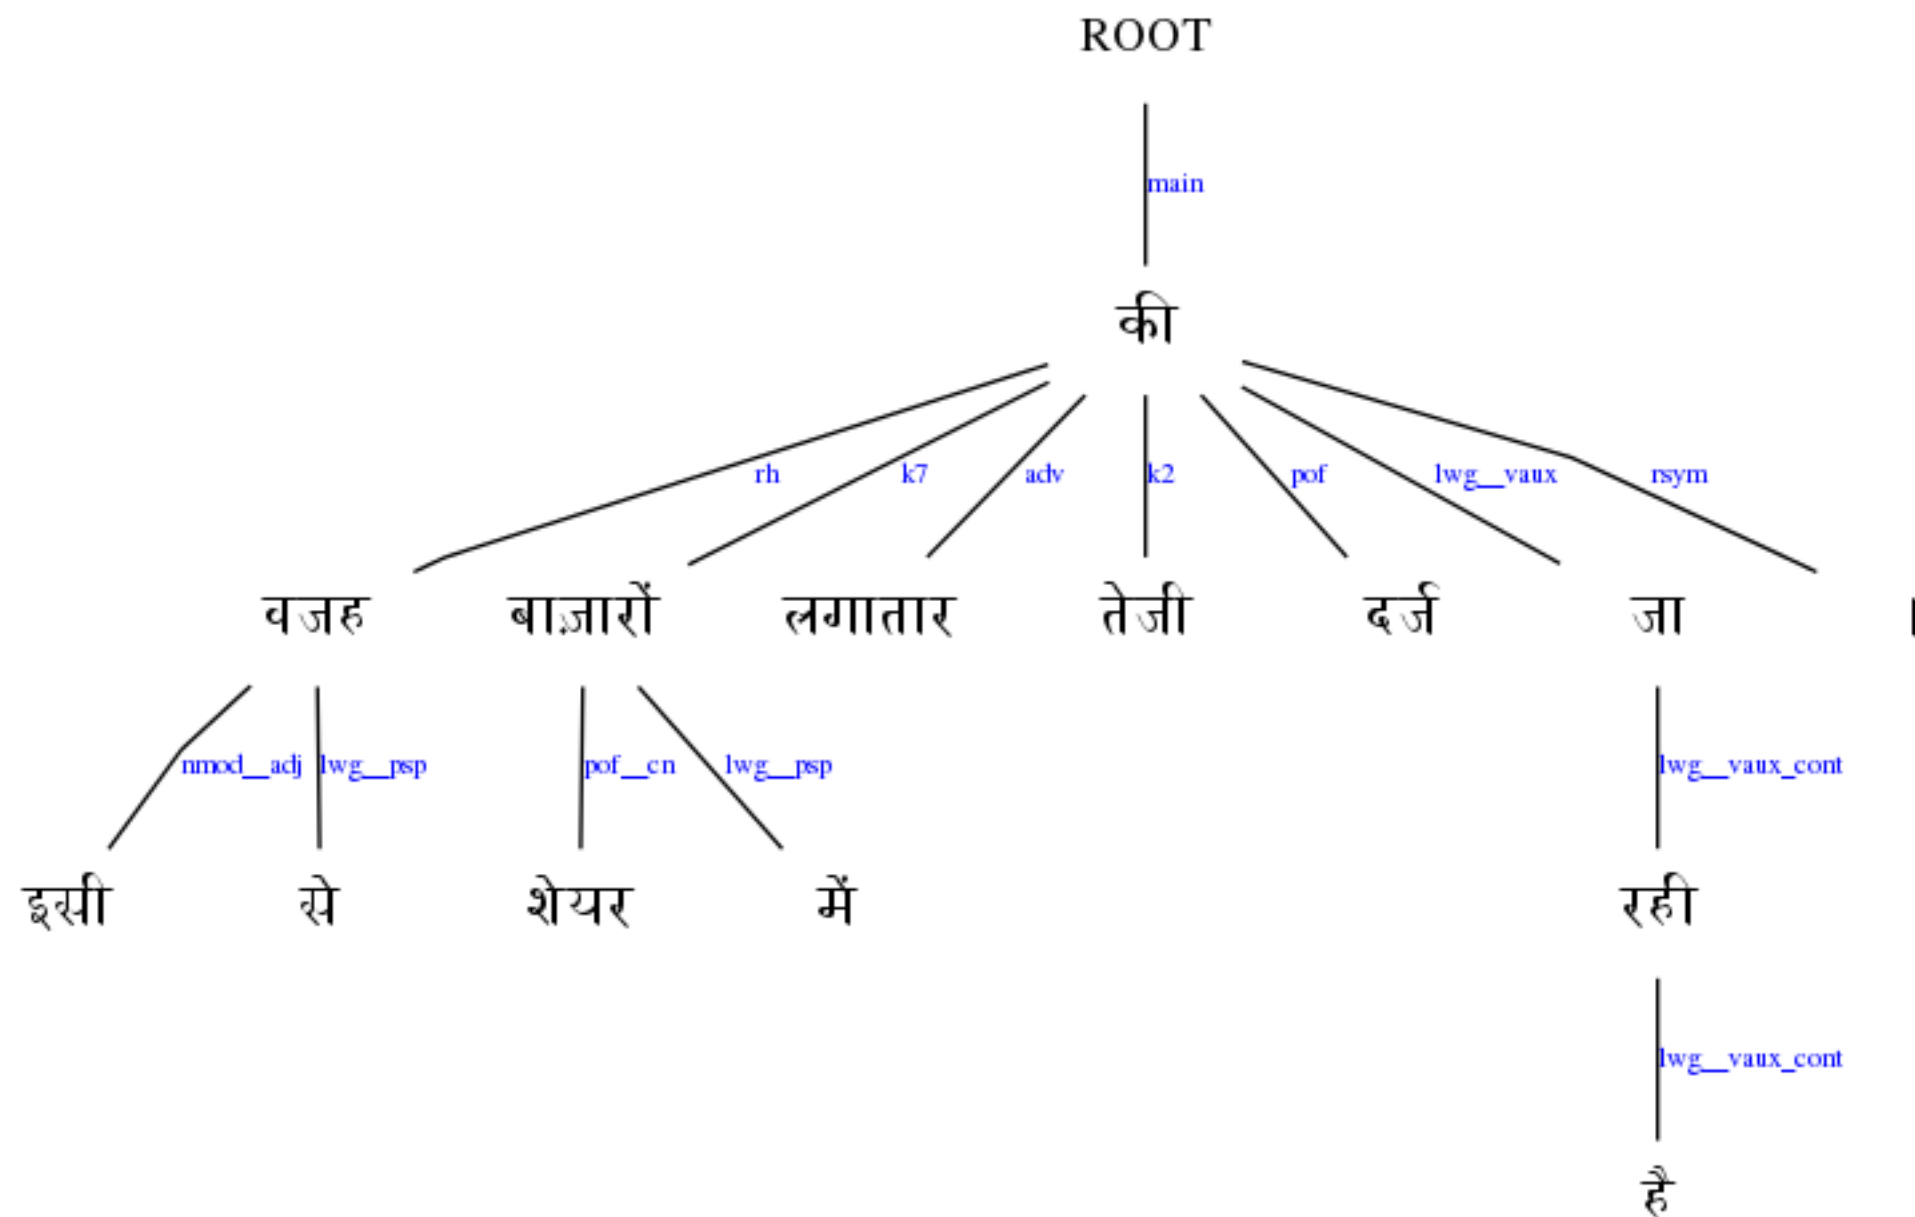 ROOT
main
की
rh k7 adv k2 pof lwg__vaux rsym
वजह बाज़ारों लगातार तेजी दर्ज जा ।
nmod__adj lwg__psp pof__cn lwg__psp lwg__vaux_cont
इसी से शेयर में रही
lwg__vaux_cont
है